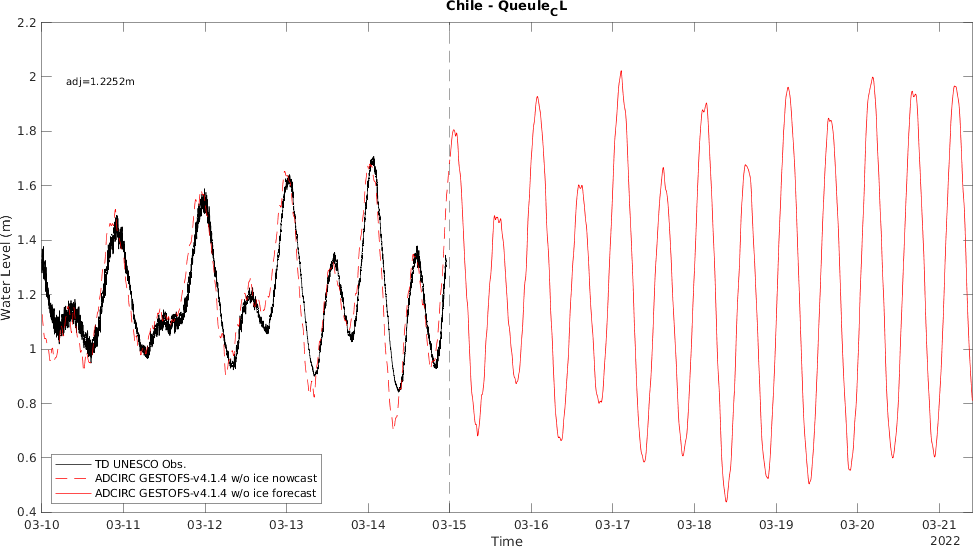 Chile - Queule_CL
2.2
2
1.8
1.6
1.4
1.2
1
0.8
0.6
0.4
Water Level (m)
adj=1.2252m
TD UNESCO Obs.
ADCIRC GESTOFS-v4.1.4 w/o ice nowcast
ADCIRC GESTOFS-v4.1.4 w/o ice forecast
03-10 03-11 03-12 03-13 03-14 03-15 03-16 03-17 03-18 03-19 03-20 03-21
Time
2022